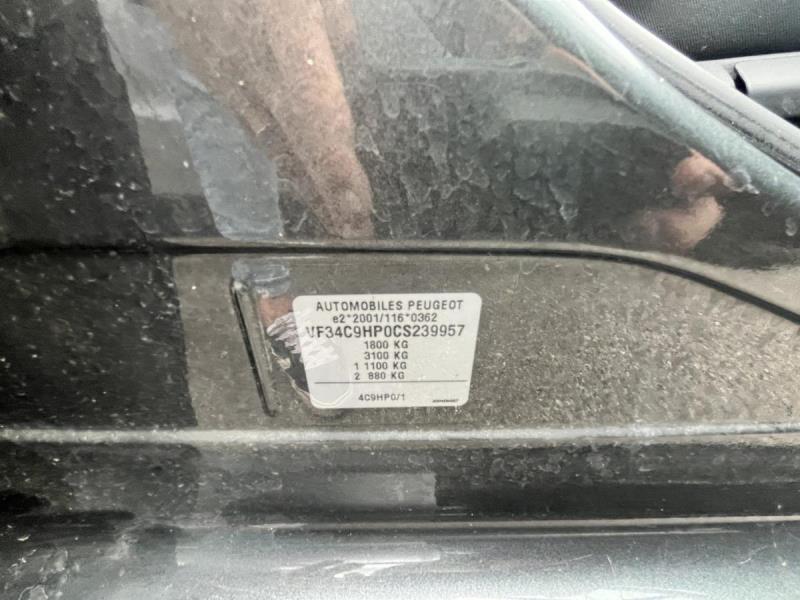 AUTOMOBILES PEUGEOT
e2*2001/116*0362
VF34C9HP0CS239957
1800 KG
3100 KG
1 1100 KG
2 880 KG
4C9HP0/1